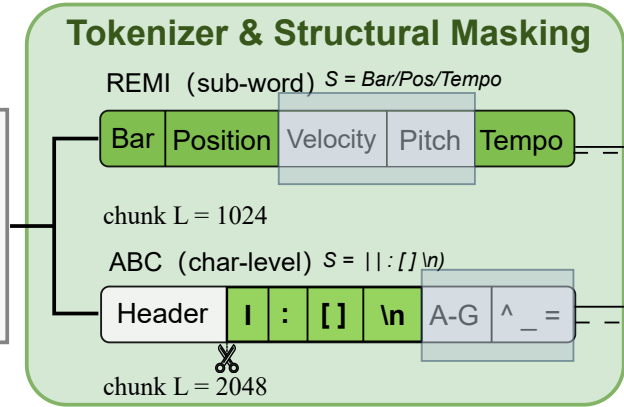 Tokenizer & Structural Masking
REMI (sub-word) S = Bar/Pos/Tempo
Bar Position Velocity Pitch Tempo
chunk L = 1024
ABC (char-level) S = | | : [ ] \n)
Header | : [ ] \n A-G ^ _ =
chunk L = 2048